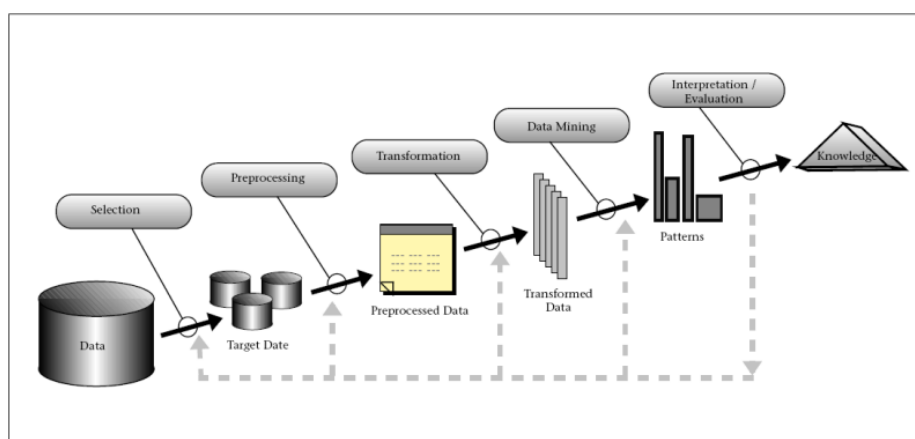 Interpretation /
Evaluation
Data Mining
Transformation
Preprocessing
Selection
Knowledge
Patterns
Transformed
Data
Preprocessed Data
Target Date
Data